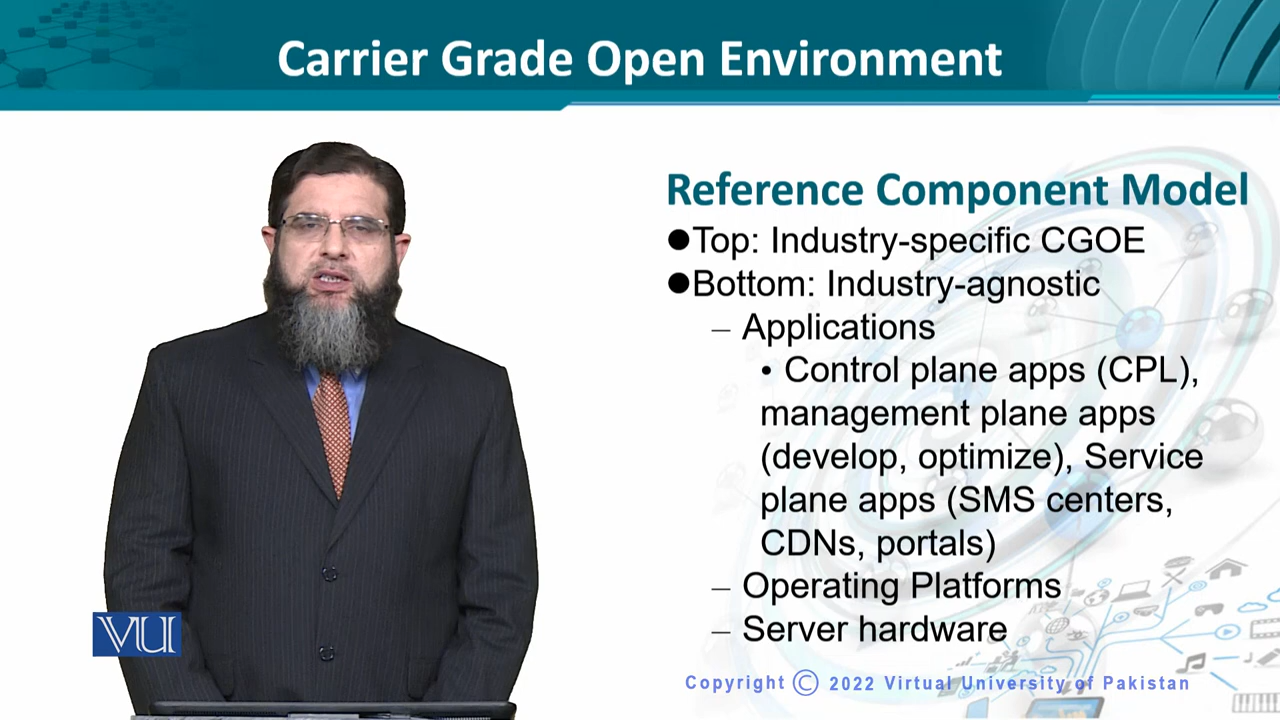 Carrier Grade Open Environment
Reference Component Model
●Top: Industry-specific CGOE
●Bottom: Industry-agnostic
– Applications
• Control plane apps (CPL),
management plane apps
(develop, optimize), Service
plane apps (SMS centers,
CDNs, portals)
– Operating Platforms
– Server hardware
VU
Copyright © 2022 Virtual University of Pakistan